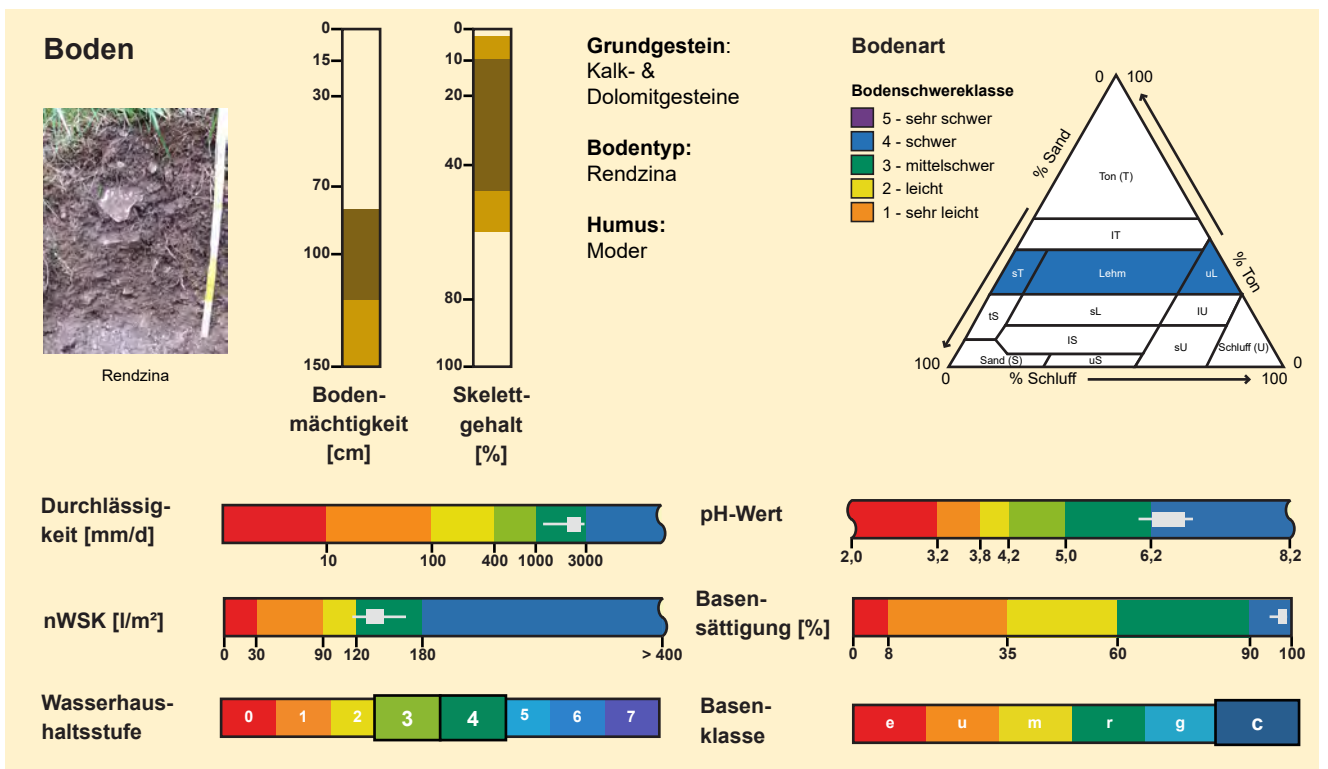 Boden
Rendzina
0
15
30
70
100
150
Boden-
mächtigkeit
[cm]
0
10
20
40
80
100
Skelett-
gehalt
[%]
Grundgestein:
Kalk- &
Dolomitgesteine
Bodentyp:
Rendzina
Humus:
Moder
Bodenart
Bodenschwereklasse
5 - sehr schwer
4 - schwer
3 - mittelschwer
2 - leicht
1 - sehr leicht
0 100
% Sand
% Ton
Ton (T)
lT
sT Lehm uL
tS sL lU
lS
Sand (S) uS sU Schluff (U)
100 0
0 % Schluff 100
Durchlässig-
keit [mm/d]
10 100 400 1000 3000
pH-Wert
2,0 3,2 3,8 4,2 5,0 6,2 8,2
nWSK [l/m²]
0 30 90 120 180 > 400
Basen-
sättigung [%]
0 8 35 60 90 100
Wasserhaus-
haltsstufe
0 1 2 3 4 5 6 7
Basen-
klasse
e u m r g c